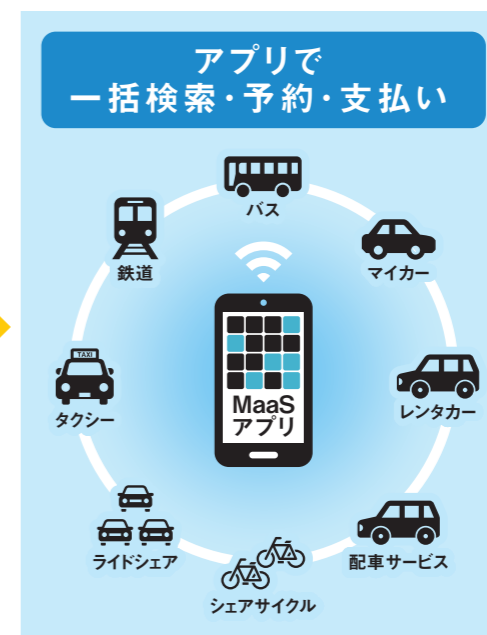 アプリで
一括検索・予約・支払い
バス
マイカー
レンタカー
配車サービス
シェアサイクル
ライドシェア
タクシー
TAXI
鉄道
MaaS
アプリ